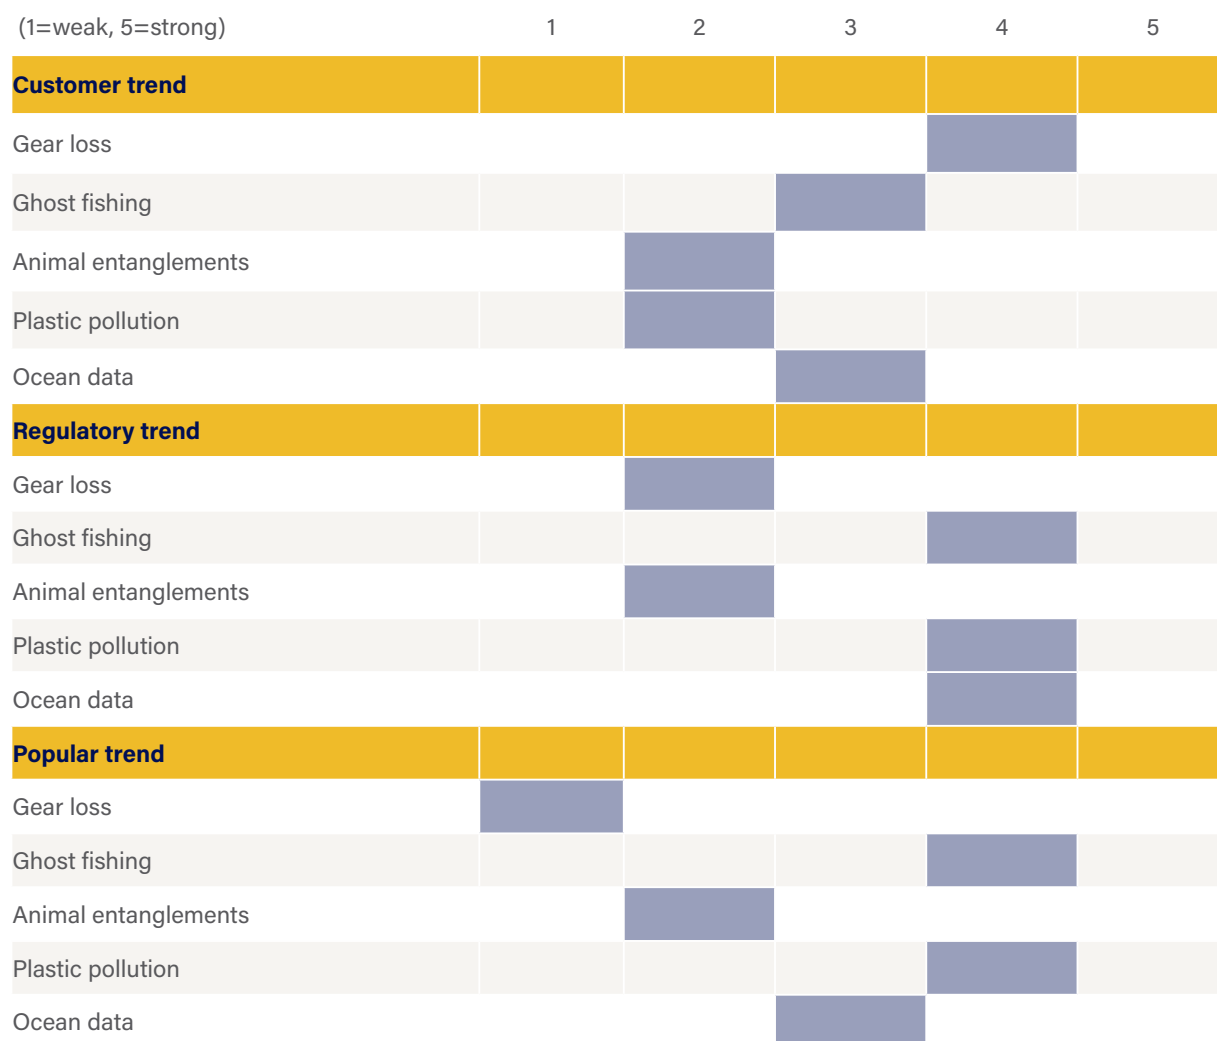 (1=weak, 5=strong) 1 2 3 4 5
Customer trend
Gear loss
Ghost fishing
Animal entanglements
Plastic pollution
Ocean data
Regulatory trend
Gear loss
Ghost fishing
Animal entanglements
Plastic pollution
Ocean data
Popular trend
Gear loss
Ghost fishing
Animal entanglements
Plastic pollution
Ocean data